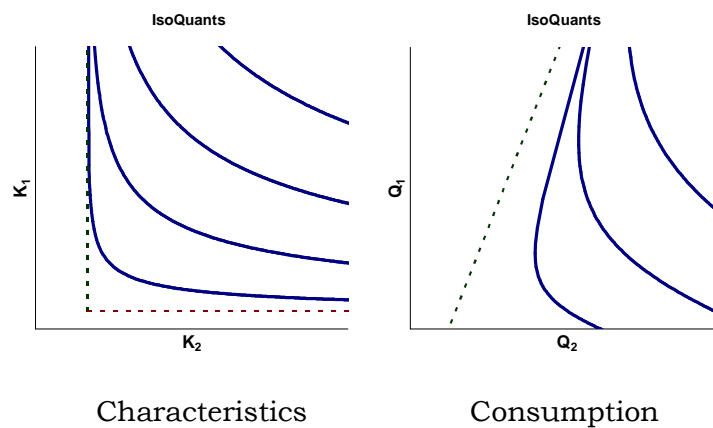 IsoQuants
K1
K2
Characteristics
IsoQuants
Q1
Q2
Consumption